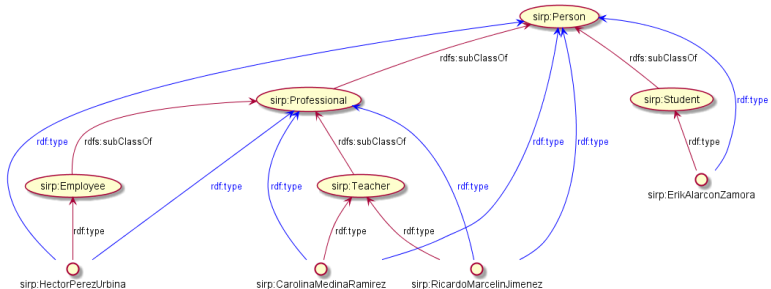 sirp:Person
rdfs:subClassOf
rdfs:subClassOf
sirp:Professional
sirp:Student
rdf:type
rdf:type
rdfs:subClassOf
rdfs:subClassOf
rdf:type
rdf:type
sirp:Employee
rdf:type
rdf:type
sirp:Teacher
rdf:type
sirp:ErikAlarconZamora
rdf:type
rdf:type
rdf:type
sirp:HectorPerezUrbina
sirp:CarolinaMedinaRamirez
sirp:RicardoMarcelinJimenez